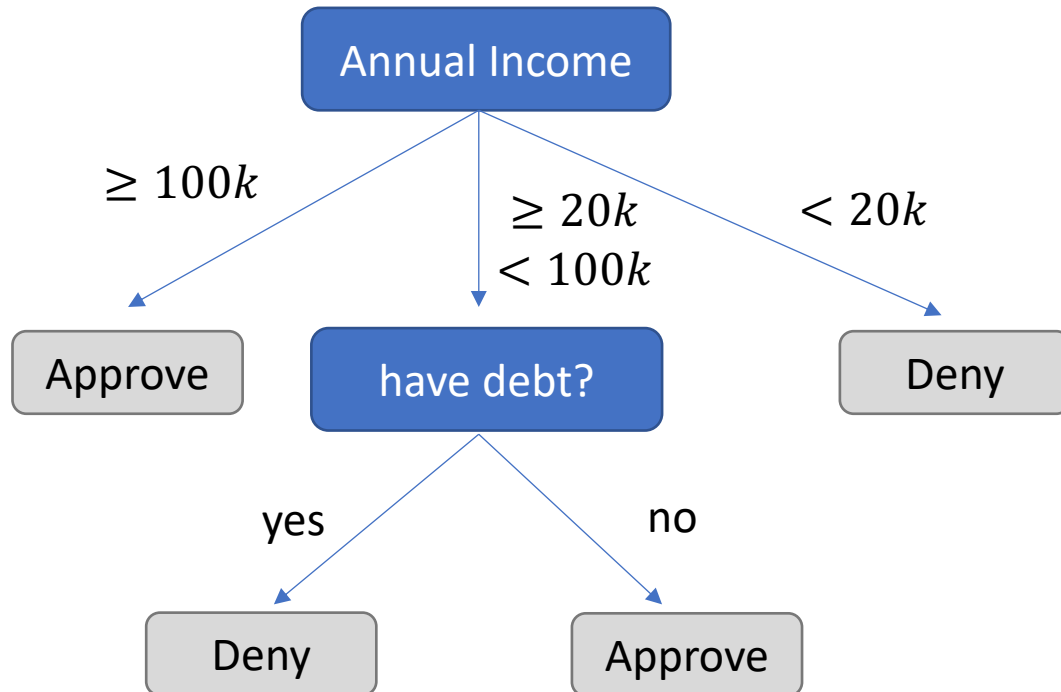 Annual Income
≥ 100k
≥ 20k
< 100k
< 20k
Approve
have debt?
Deny
yes
no
Deny
Approve